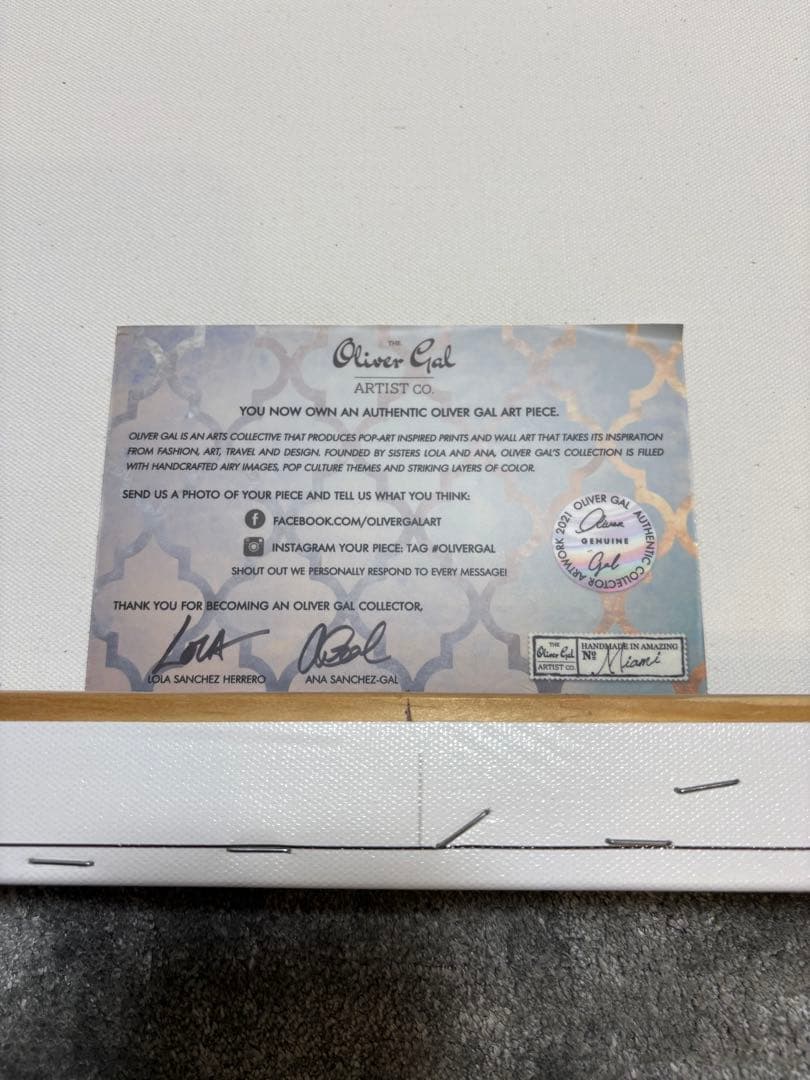 THE
Oliver Gal
ARTIST CO.
YOU NOW OWN AN AUTHENTIC OLIVER GAL ART PIECE.
OLIVER GAL IS AN ARTS COLLECTIVE THAT PRODUCES POP-ART INSPIRED PRINTS AND WALL ART THAT TAKES ITS INSPIRATION
FROM FASHION, ART, TRAVEL AND DESIGN. FOUNDED BY SISTERS LOLA AND ANA, OLIVER GAL'S COLLECTION IS FILLED
WITH HANDCRAFTED AIRY IMAGES, POP CULTURE THEMES AND STRIKING LAYERS OF COLOR.
SEND US A PHOTO OF YOUR PIECE AND TELL US WHAT YOU THINK:
f FACEBOOK.COM/OLIVERGALART
INSTAGRAM YOUR PIECE: TAG #OLIVERGAL
SHOUT OUT WE PERSONALLY RESPOND TO EVERY MESSAGE!
OLIVER GAL AUTHENTIC COLLECTOR ARTWORK 2021
Oliver
GENUINE
Gal
THANK YOU FOR BECOMING AN OLIVER GAL COLLECTOR,
LOLA
LOLA SANCHEZ HERRERO
ANA SANCHEZ-GAL
THE
Oliver Gal
ARTIST CO.
HANDMADE IN AMAZING
Nº Miami